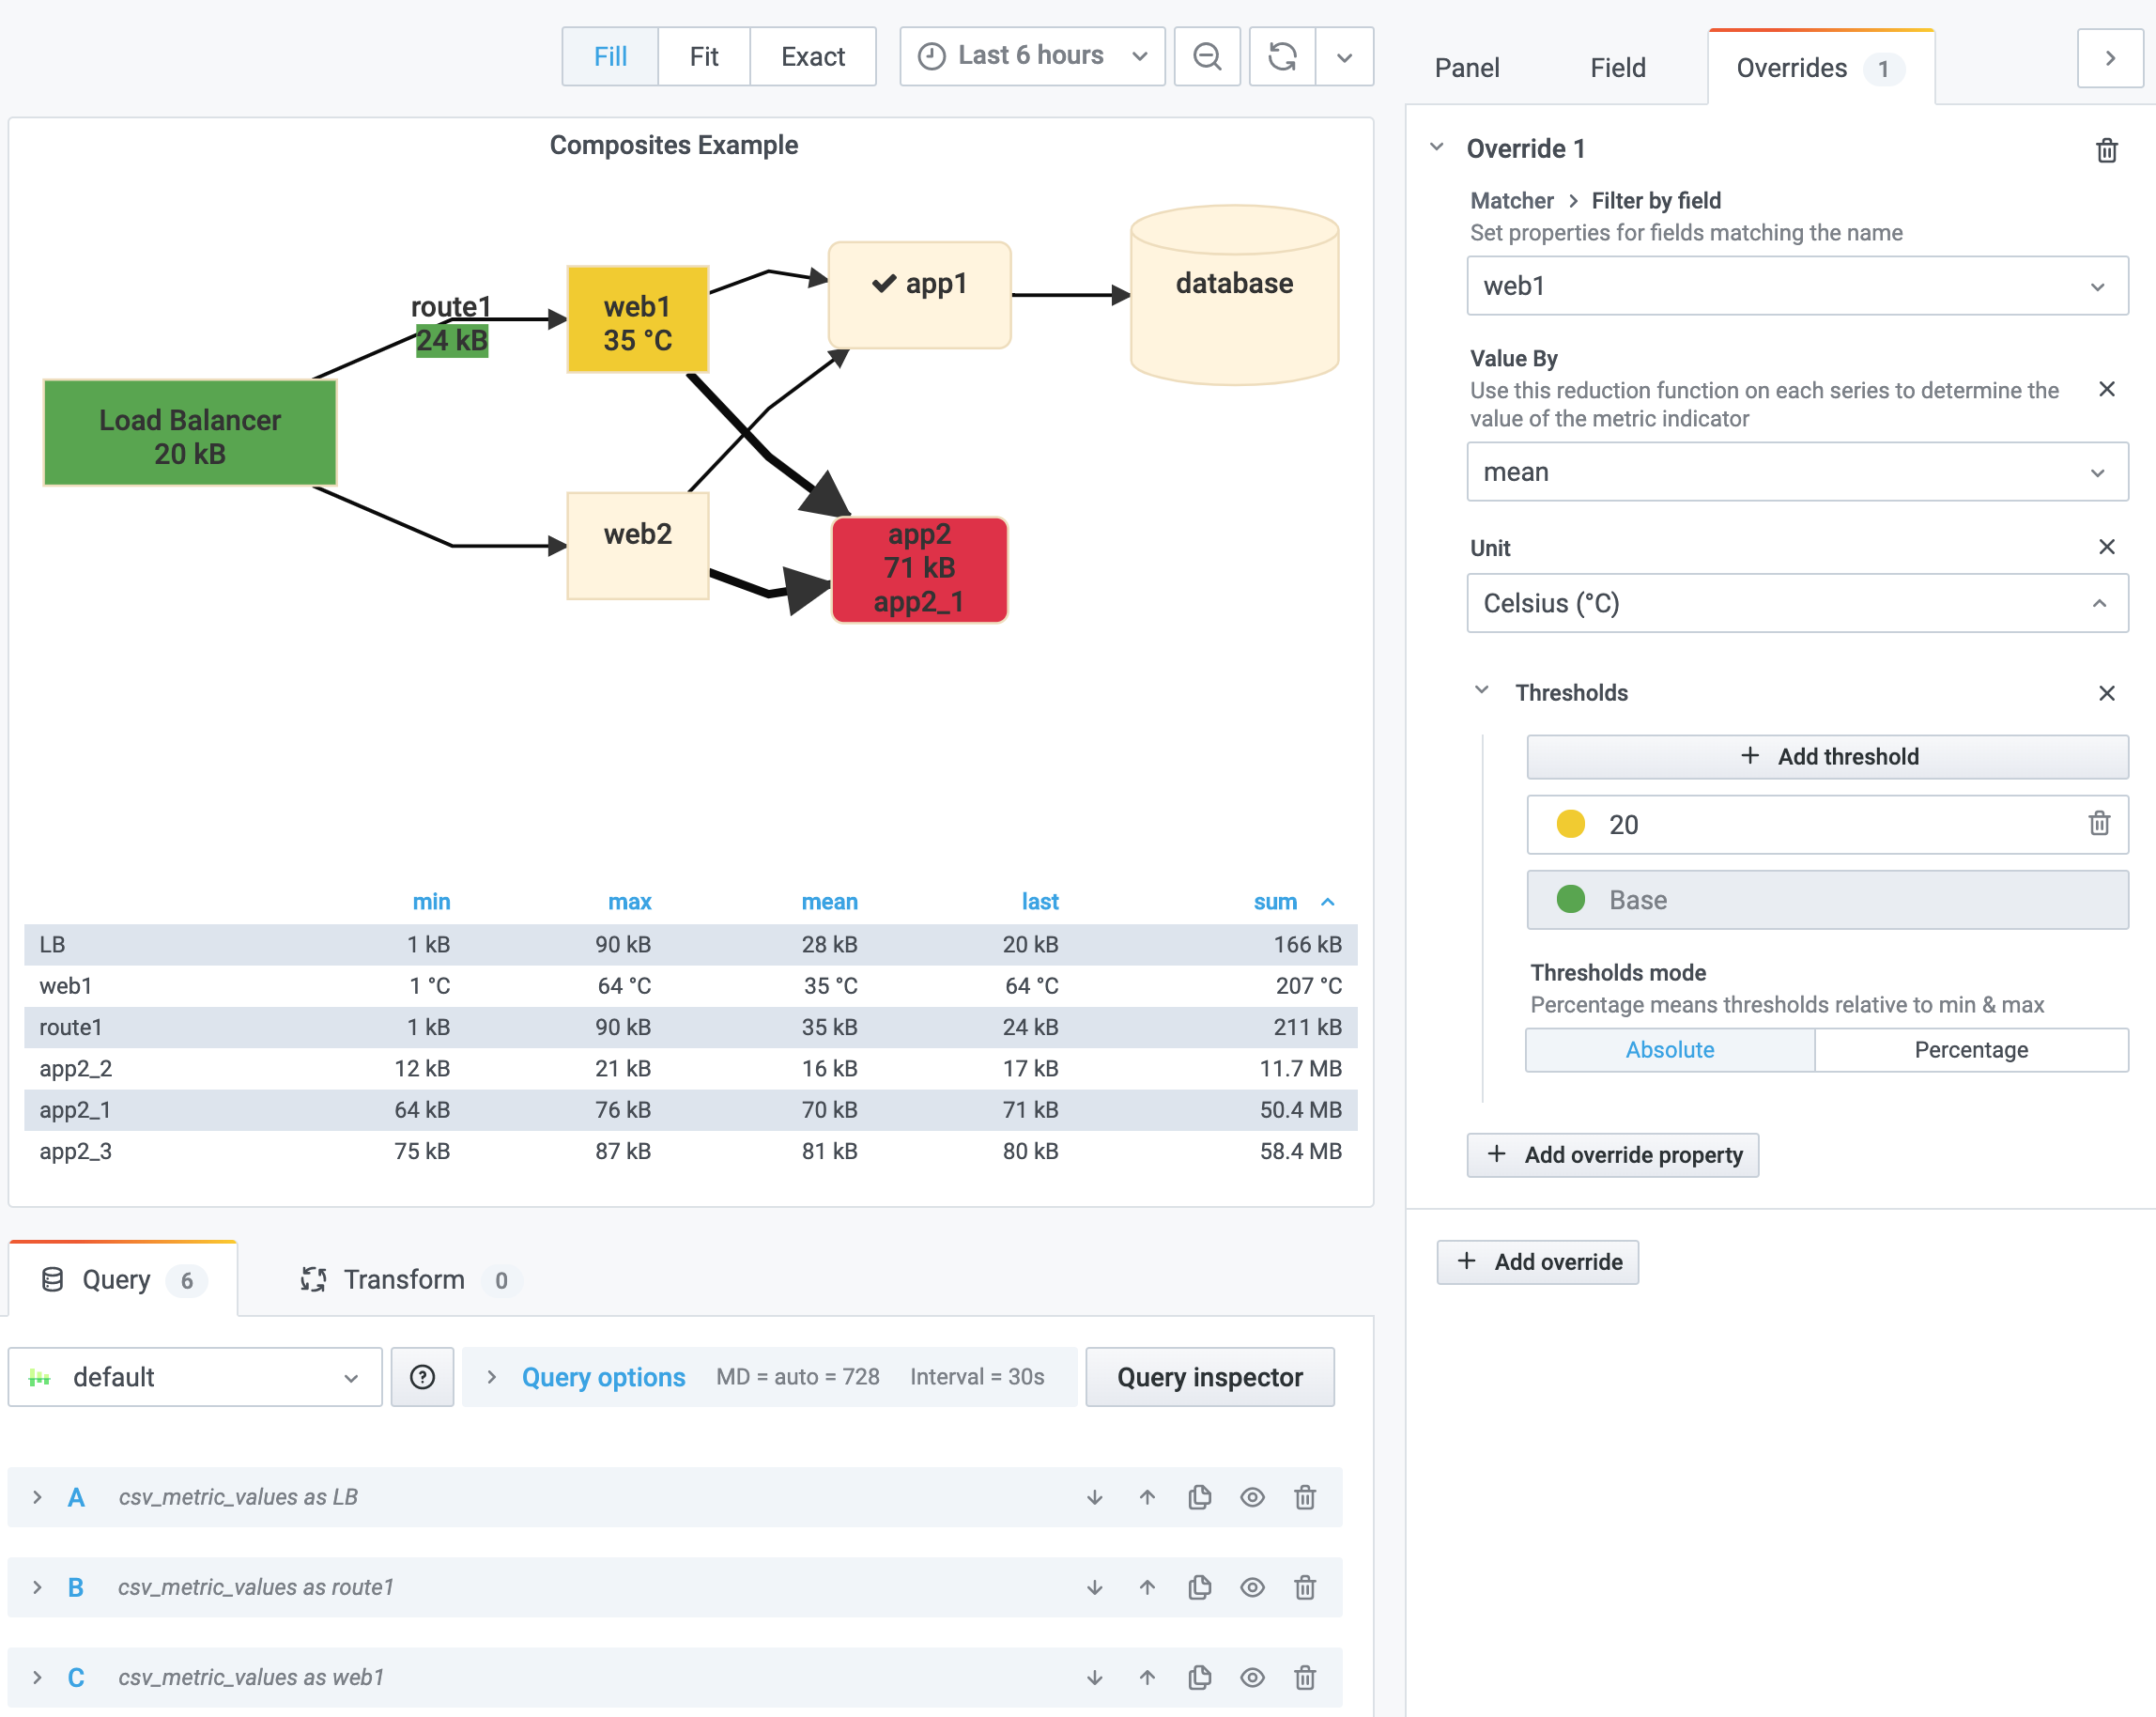 Fill Fit Exact Last 6 hours
Panel Field Overrides 1
Composites Example
route1
24 kB
Load Balancer
20 kB
web1
35 °C
web2
app1
database
app2
71 kB
app2_1
min max mean last sum
LB 1 kB 90 kB 28 kB 20 kB 166 kB
web1 1 °C 64 °C 35 °C 64 °C 207 °C
route1 1 kB 90 kB 35 kB 24 kB 211 kB
app2_2 12 kB 21 kB 16 kB 17 kB 11.7 MB
app2_1 64 kB 76 kB 70 kB 71 kB 50.4 MB
app2_3 75 kB 87 kB 81 kB 80 kB 58.4 MB
Query 6 Transform 0
default ? Query options MD = auto = 728 Interval = 30s Query inspector
A csv_metric_values as LB
B csv_metric_values as route1
C csv_metric_values as web1
Override 1
Matcher > Filter by field
Set properties for fields matching the name
web1
Value By
Use this reduction function on each series to determine the
value of the metric indicator
mean
Unit
Celsius (°C)
Thresholds
+ Add threshold
20
Base
Thresholds mode
Percentage means thresholds relative to min & max
Absolute Percentage
+ Add override property
+ Add override